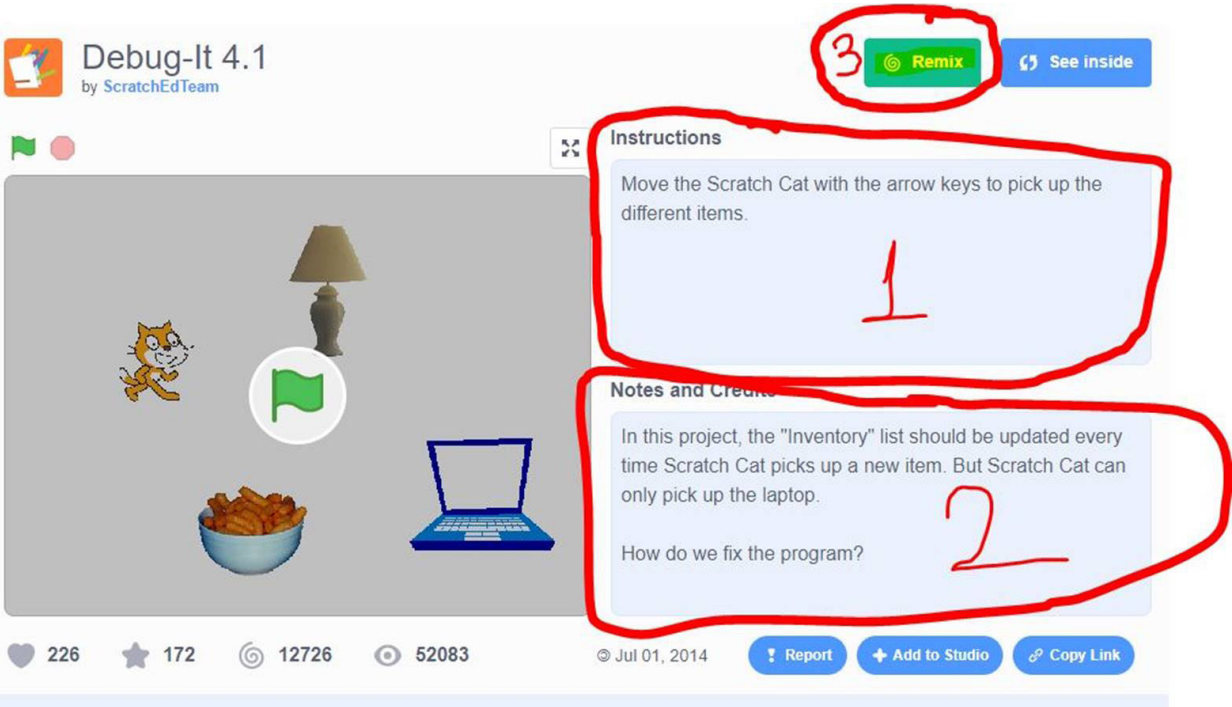 Debug-It 4.1
by ScratchEdTeam
3
Remix
See inside
Instructions
Move the Scratch Cat with the arrow keys to pick up the
different items.
1
Notes and Credits
In this project, the "Inventory" list should be updated every
time Scratch Cat picks up a new item. But Scratch Cat can
only pick up the laptop.
How do we fix the program?
2
226
172
12726
52083
© Jul 01, 2014
Report
Add to Studio
Copy Link